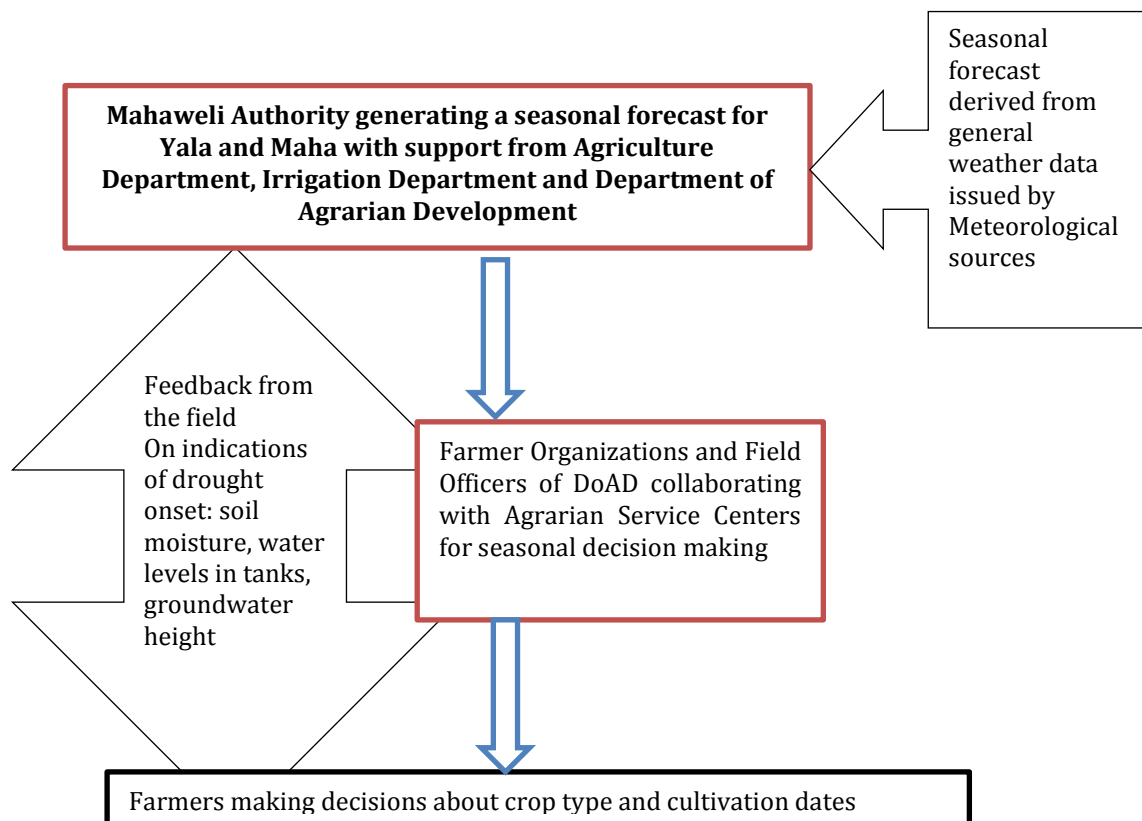 Mahaweli Authority generating a seasonal forecast for
Yala and Maha with support from Agriculture
Department, Irrigation Department and Department of
Agrarian Development
Seasonal
forecast
derived from
general
weather data
issued by
Meteorological
sources
Feedback from
the field
On indications
of drought
onset: soil
moisture, water
levels in tanks,
groundwater
height
Farmer Organizations and Field
Officers of DoAD collaborating
with Agrarian Service Centers
for seasonal decision making
Farmers making decisions about crop type and cultivation dates